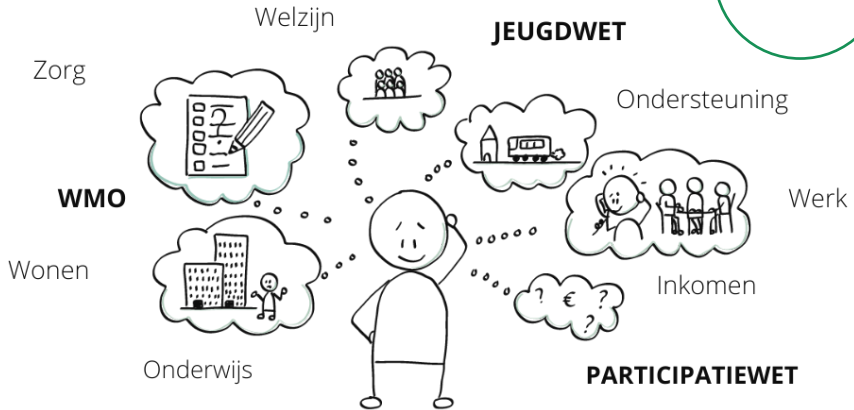 Welzijn
JEUGDWET
Zorg
Ondersteuning
?
WMO
Werk
Wonen
Inkomen
? € ?
?
Onderwijs
PARTICIPATIEWET